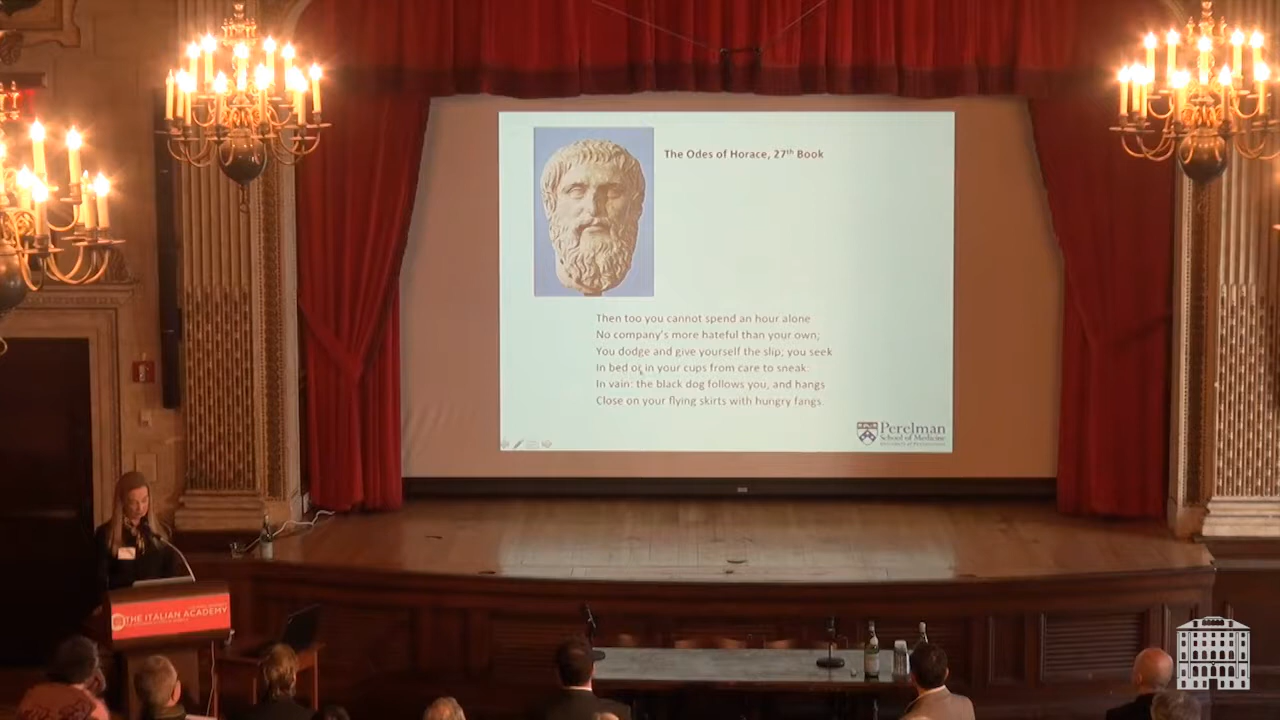 The Odes of Horace, 27th Book
Then too you cannot spend an hour alone
No company's more hateful than your own;
You dodge and give yourself the slip; you seek
In bed or in your cups from care to sneak:
In vain: the black dog follows you, and hangs
Close on your flying skirts with hungry fangs.
Perelman
School of Medicine
THE ITALIAN ACADEMY